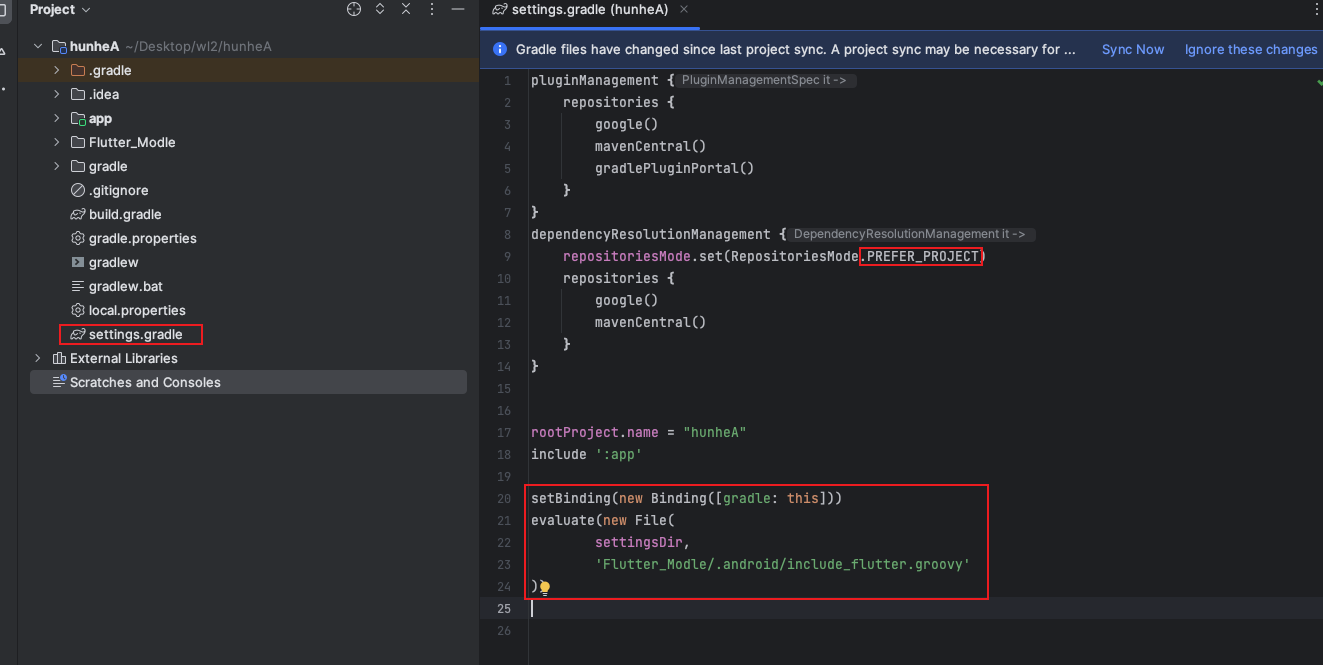 Project
hunheA ~/Desktop/wl2/hunheA
.gradle
.idea
app
Flutter_Modle
gradle
.gitignore
build.gradle
gradle.properties
gradlew
gradlew.bat
local.properties
settings.gradle
External Libraries
Scratches and Consoles
settings.gradle (hunheA)
Gradle files have changed since last project sync. A project sync may be necessary for ... Sync Now Ignore these changes
1 pluginManagement { PluginManagementSpec it ->
2 repositories {
3 google()
4 mavenCentral()
5 gradlePluginPortal()
6 }
7 }
8 dependencyResolutionManagement { DependencyResolutionManagement it ->
9 repositoriesMode.set(RepositoriesMode.PREFER_PROJECT)
10 repositories {
11 google()
12 mavenCentral()
13 }
14 }
15
16
17 rootProject.name = "hunheA"
18 include ':app'
19
20 setBinding(new Binding([gradle: this]))
21 evaluate(new File(
22 settingsDir,
23 'Flutter_Modle/.android/include_flutter.groovy'
24 ))
25
26